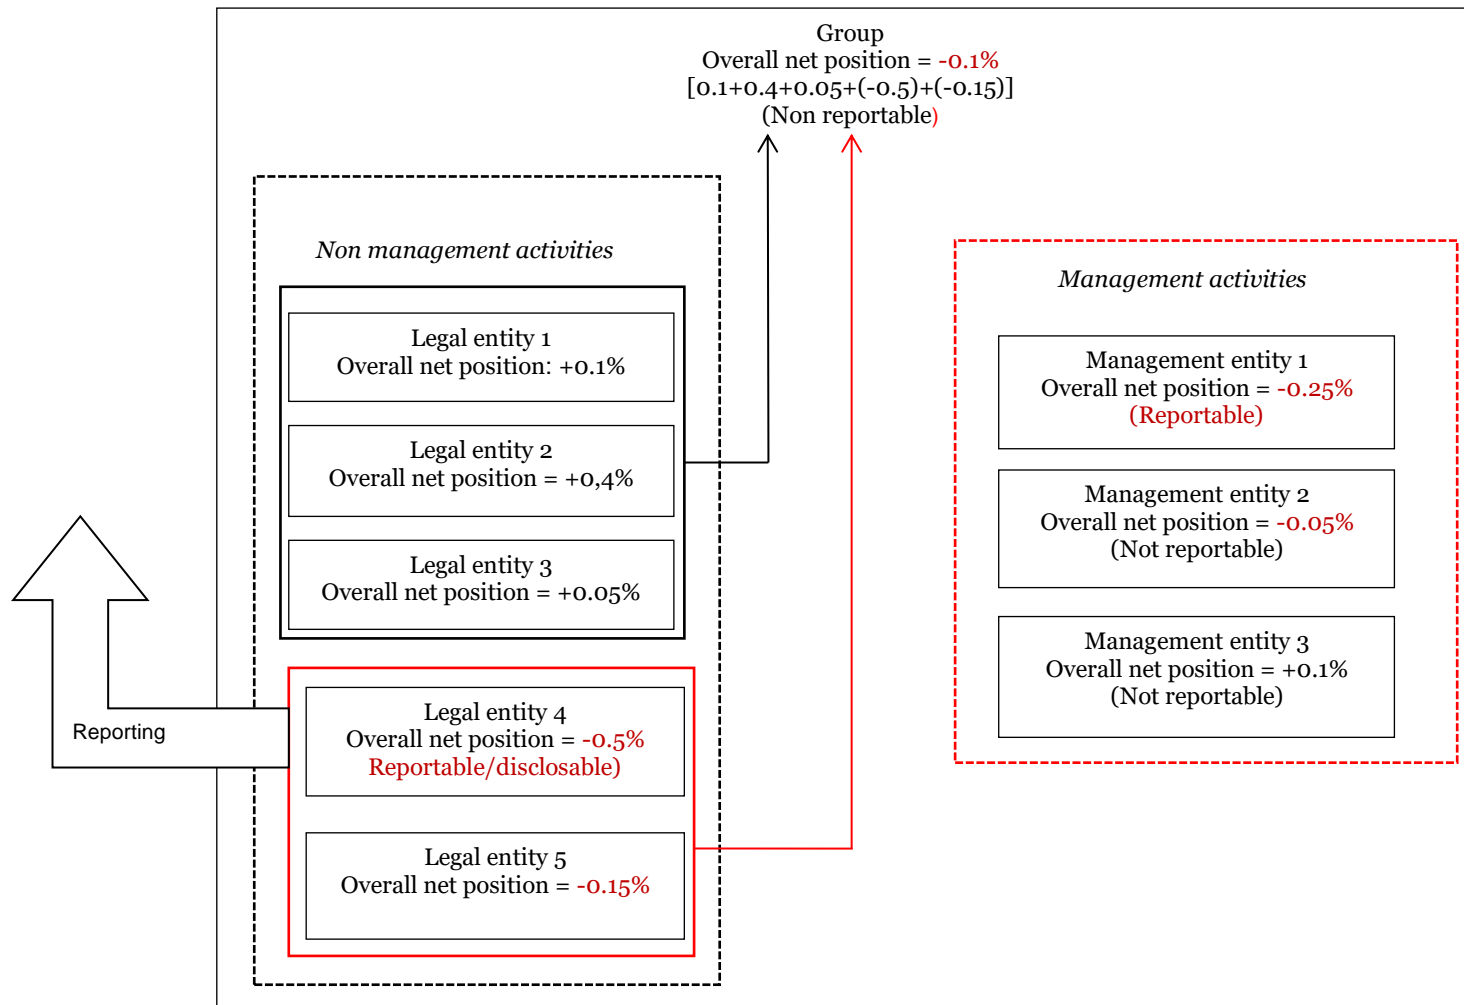 Group
Overall net position = -0.1%
[0.1+0.4+0.05+(-0.5)+(-0.15)]
(Non reportable)
Non management activities
Legal entity 1
Overall net position: +0.1%
Legal entity 2
Overall net position = +0,4%
Legal entity 3
Overall net position = +0.05%
Legal entity 4
Overall net position = -0.5%
Reportable/disclosable)
Legal entity 5
Overall net position = -0.15%
Reporting
Management activities
Management entity 1
Overall net position = -0.25%
(Reportable)
Management entity 2
Overall net position = -0.05%
(Not reportable)
Management entity 3
Overall net position = +0.1%
(Not reportable)